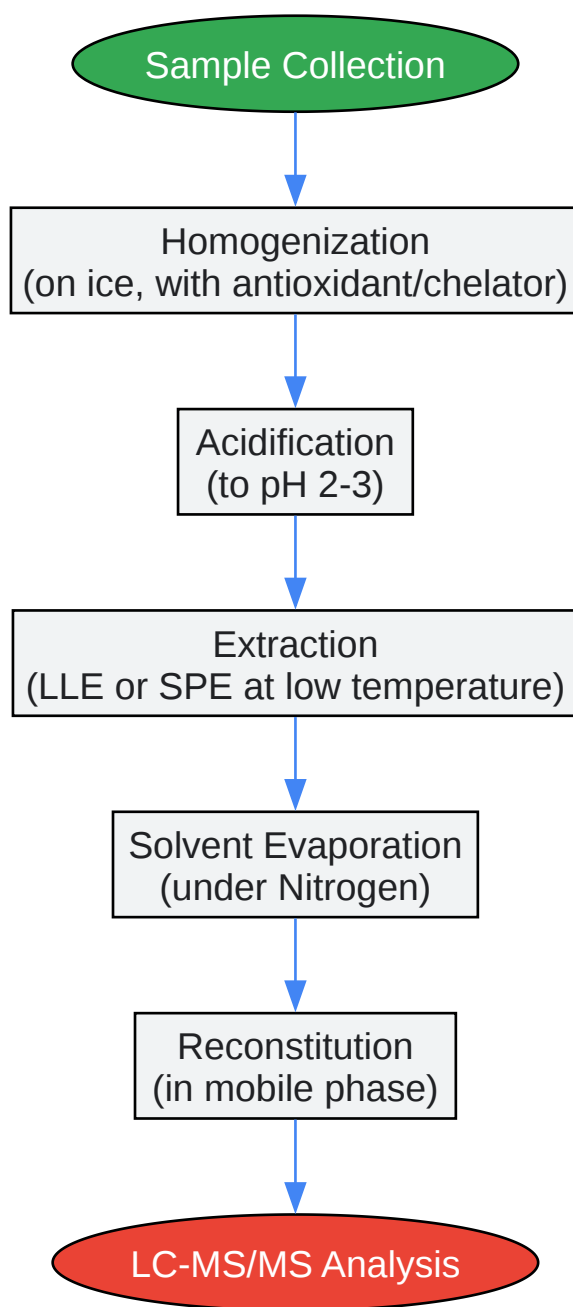 Sample Collection
Homogenization
(on ice, with antioxidant/chelator)
Acidification
(to pH 2-3)
Extraction
(LLE or SPE at low temperature)
Solvent Evaporation
(under Nitrogen)
Reconstitution
(in mobile phase)
LC-MS/MS Analysis